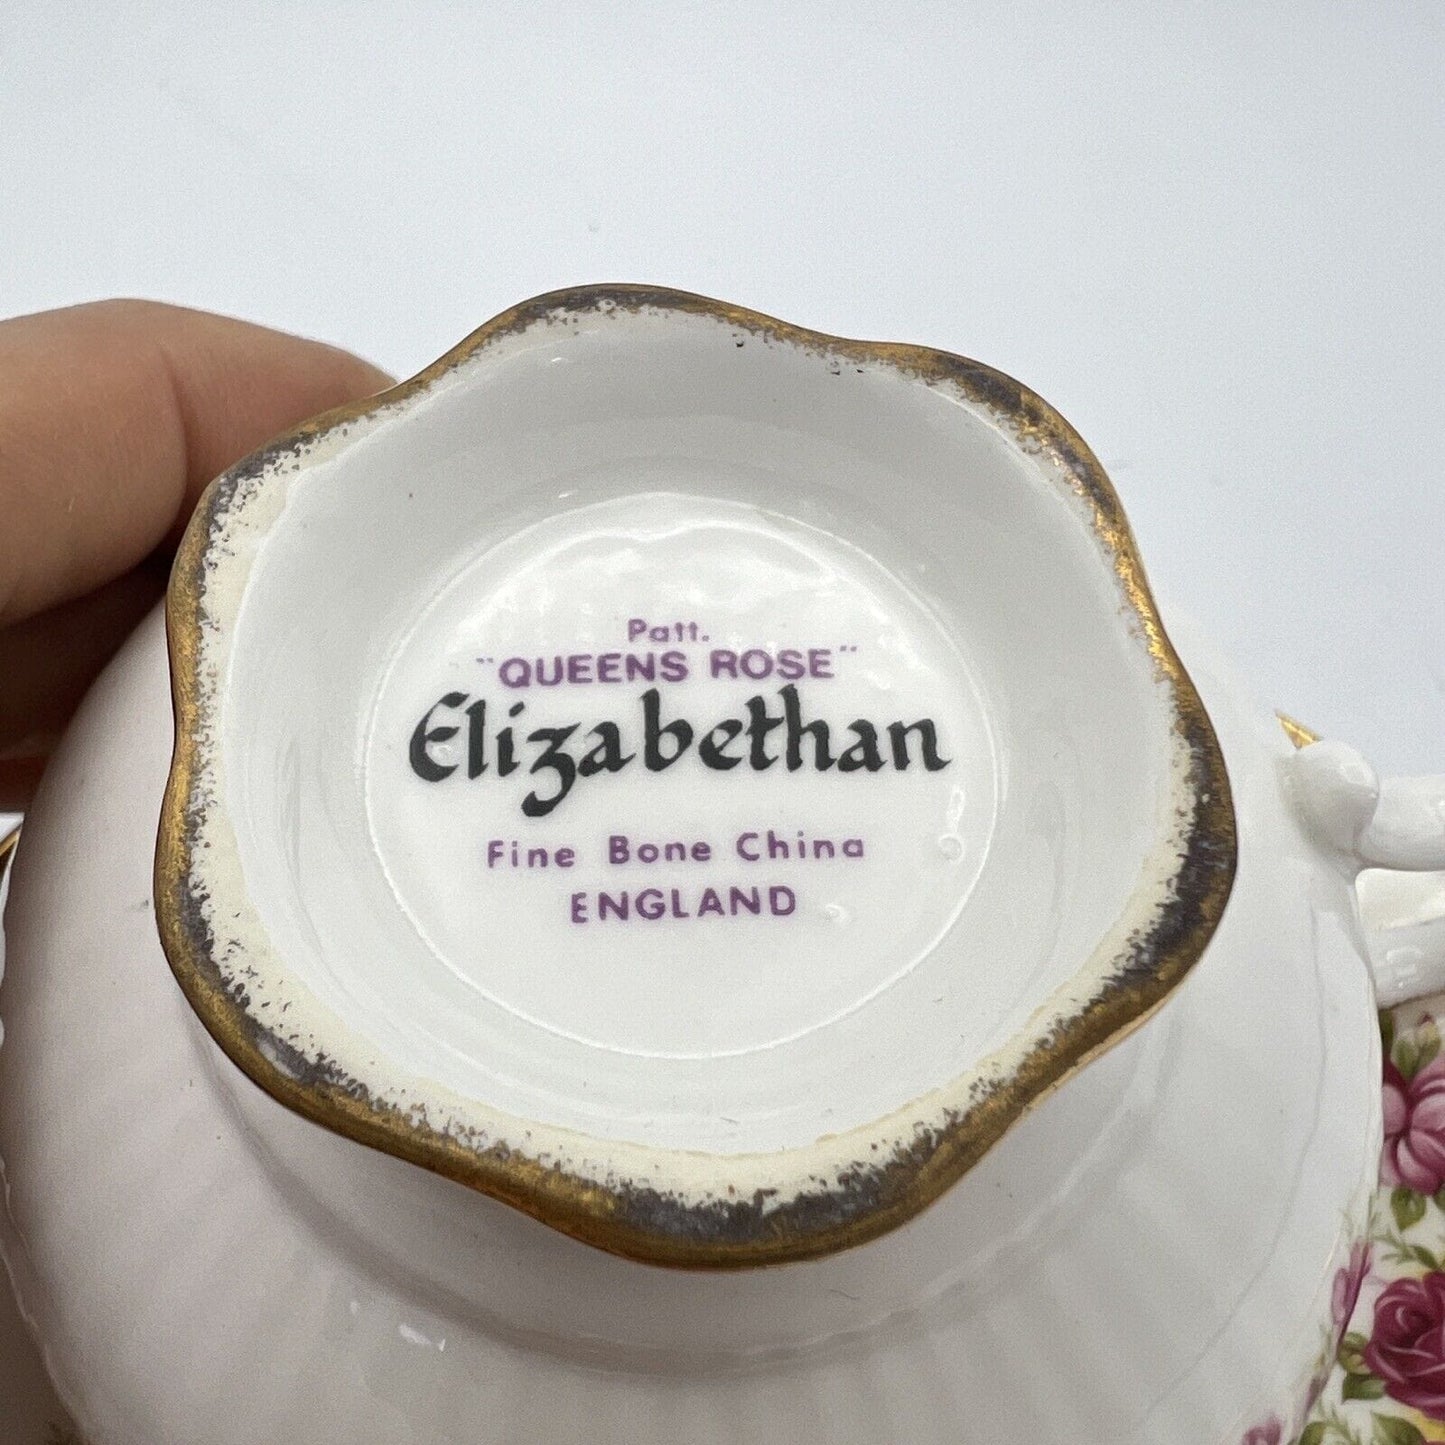 Patt.
"QUEENS ROSE"
Elizabethan
Fine Bone China
ENGLAND